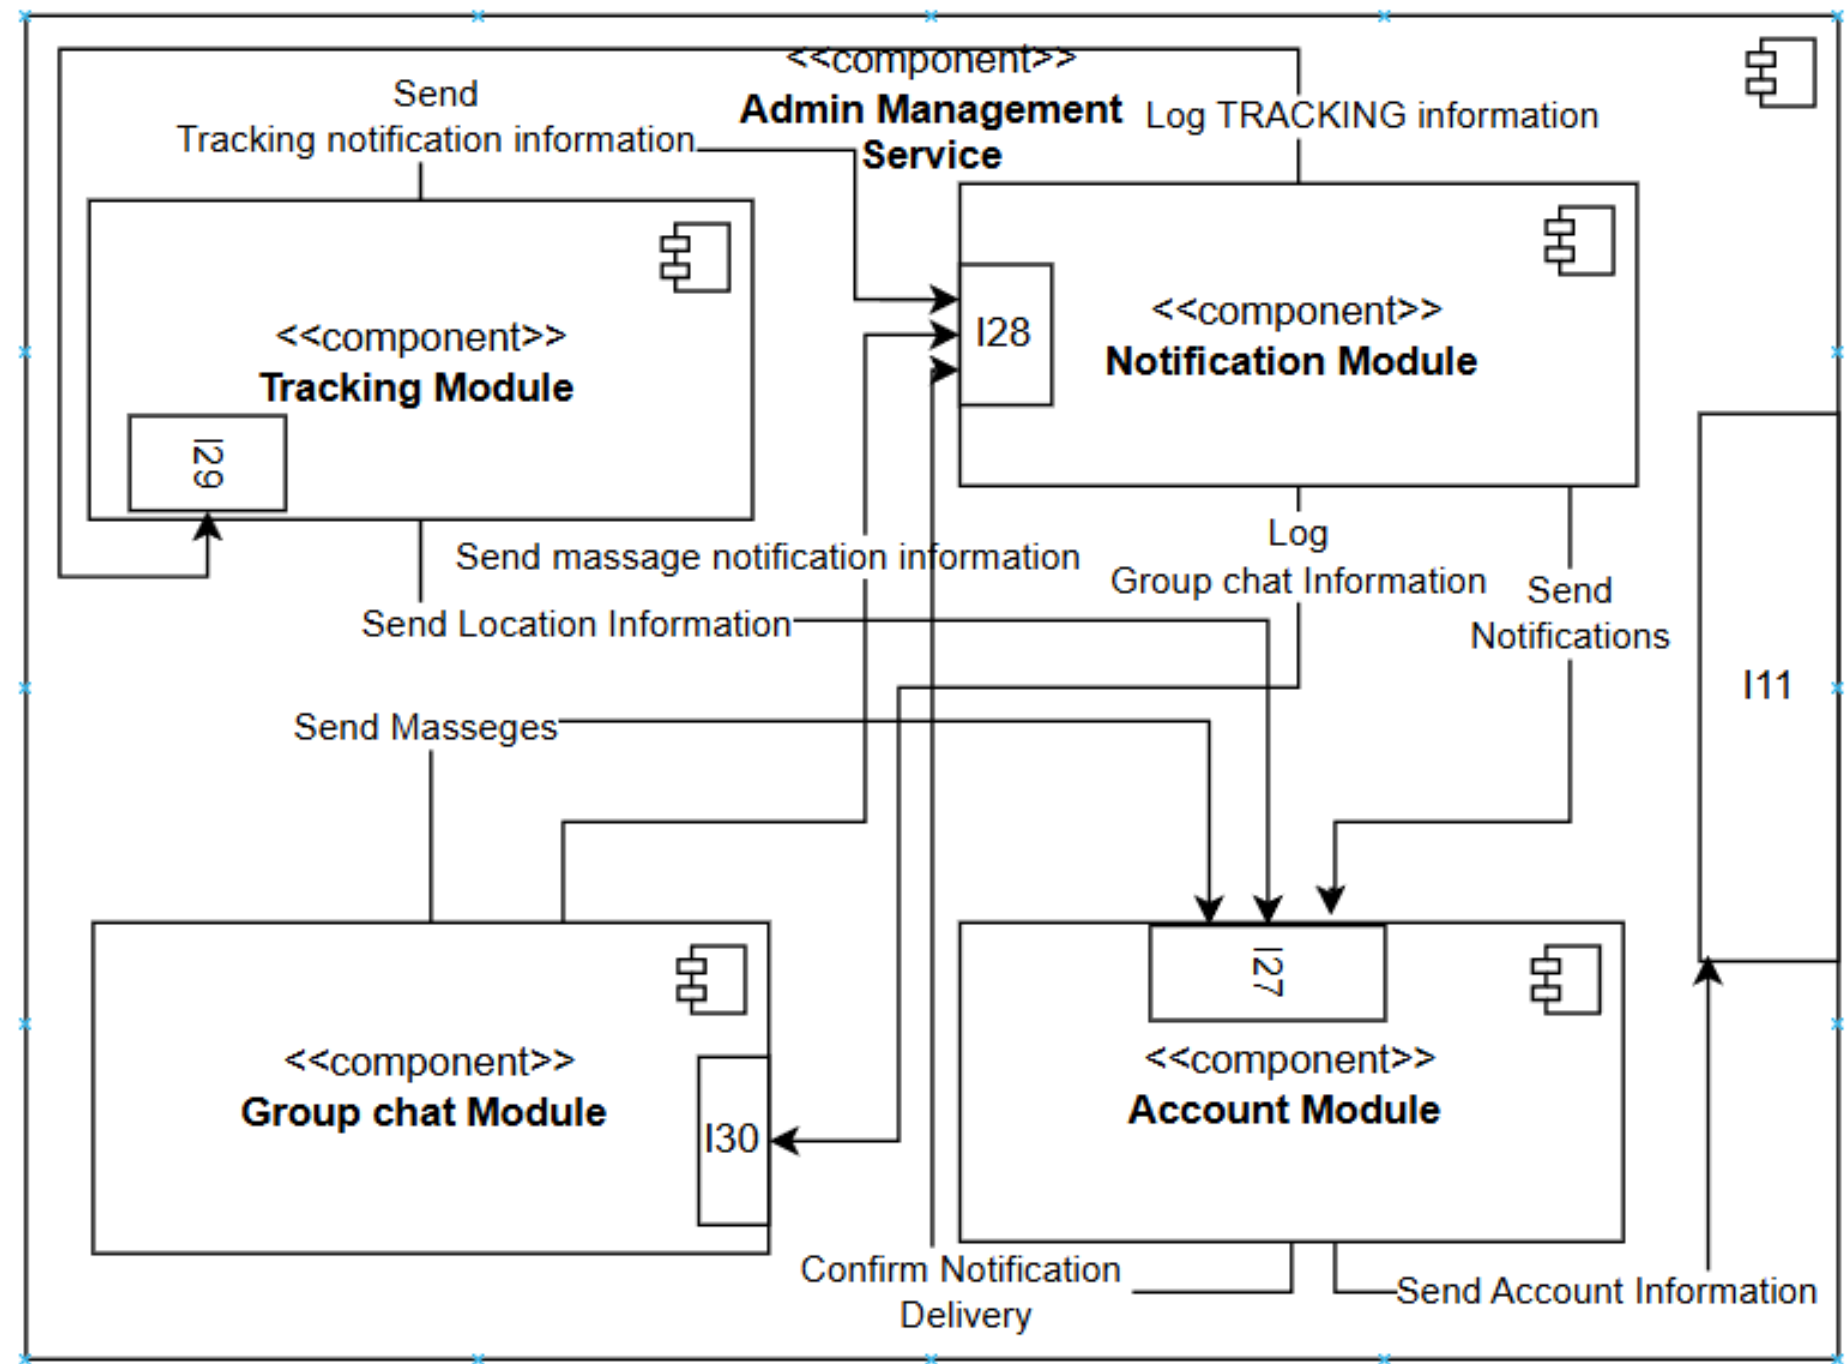 <<component>>
Admin Management
Service
Send
Tracking notification information
Log TRACKING information
<<component>>
Tracking Module
I29
I28
<<component>>
Notification Module
Send massage notification information
Log
Group chat Information
Send
Notifications
Send Location Information
I11
Send Masseges
<<component>>
Group chat Module
I30
I27
<<component>>
Account Module
Confirm Notification
Delivery
Send Account Information